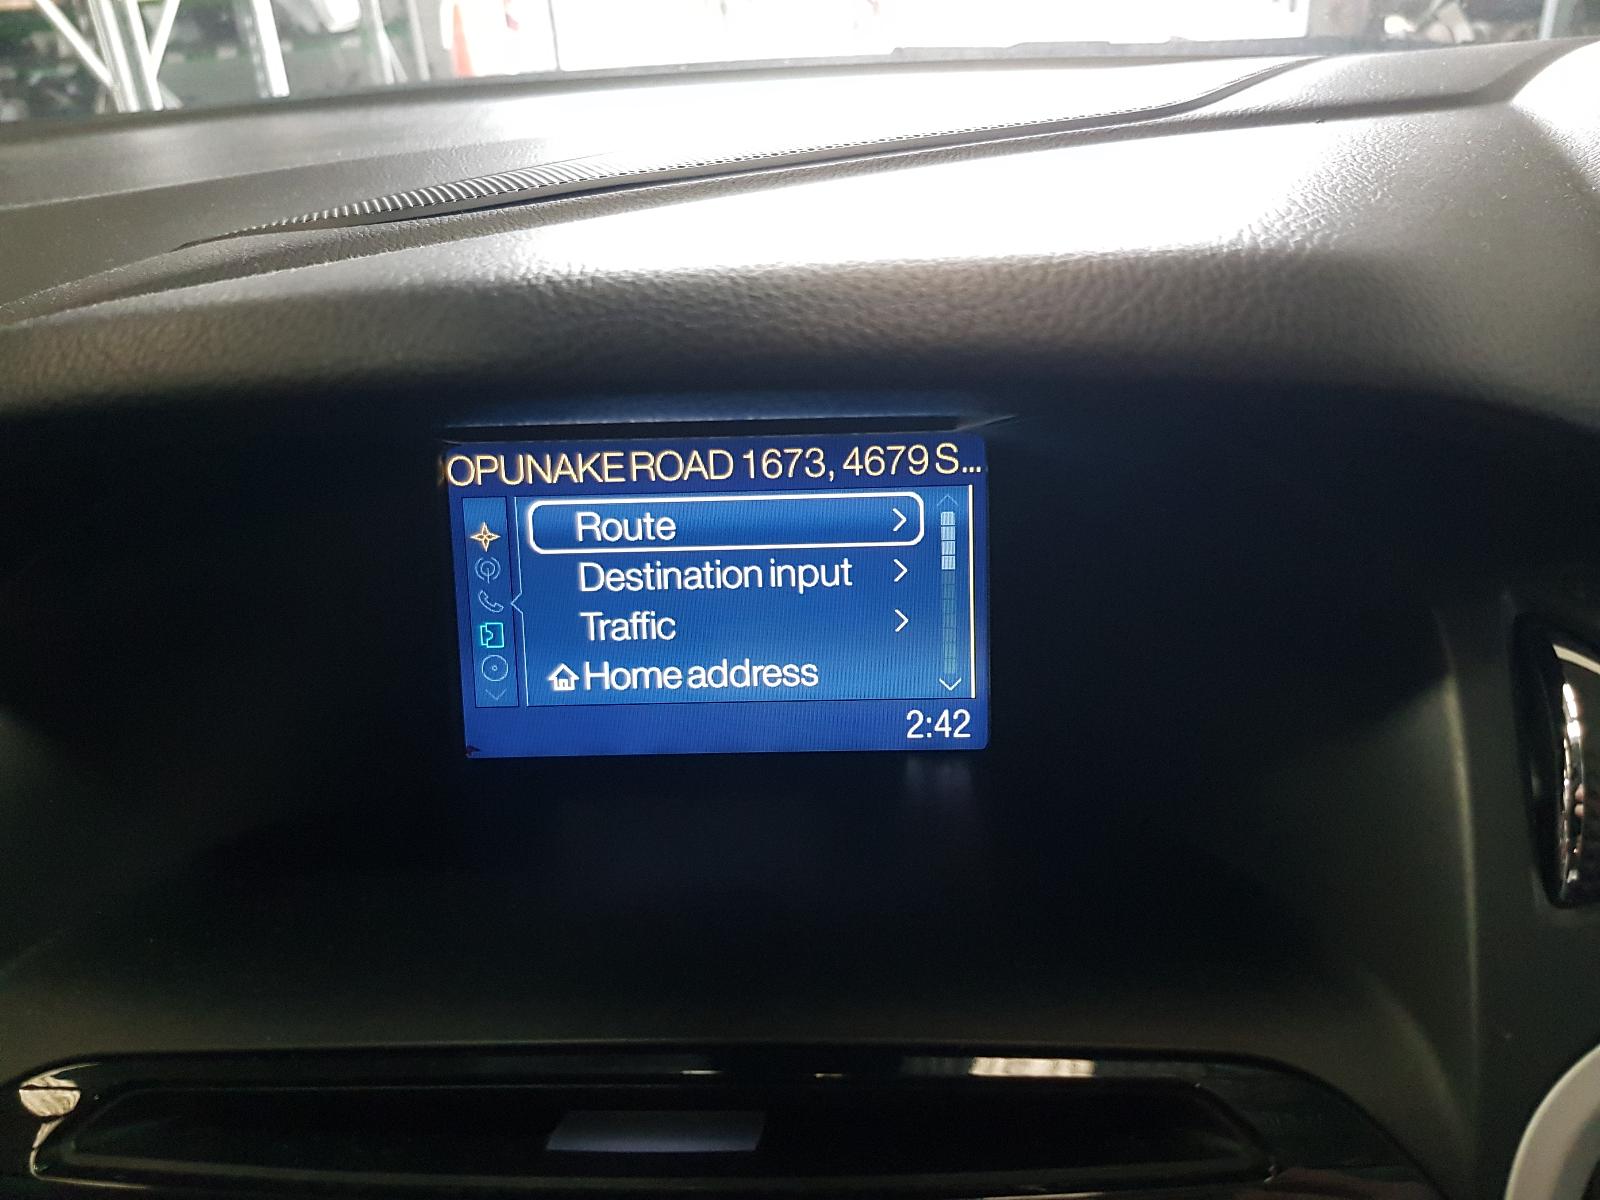 OPUNAKE ROAD 1673, 4679 S...
Route
Destination input
Traffic
Home address
2:42